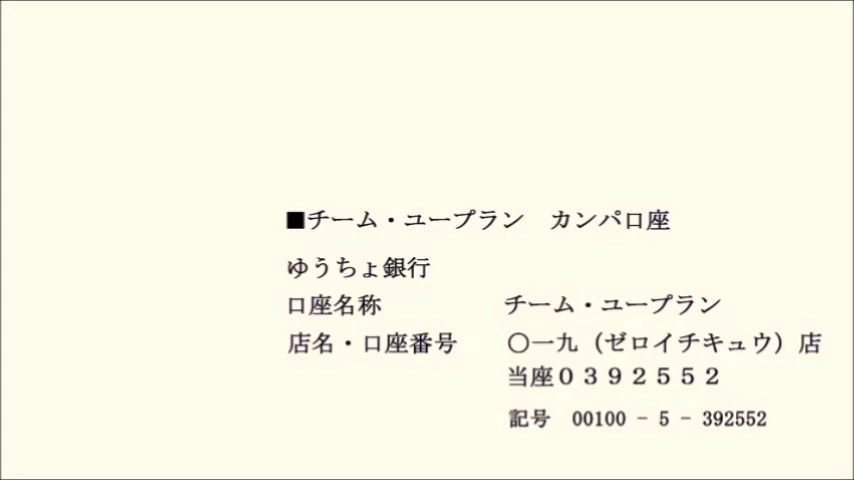 ■チーム・ユープラン　カンパ口座
ゆうちょ銀行
口座名称　チーム・ユープラン
店名・口座番号　〇一九（ゼロイチキュウ）店
当座０３９２５５２
記号　00100 － 5 － 392552